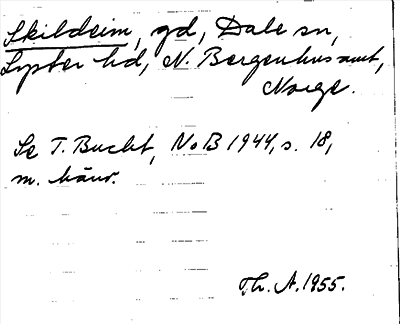 Skildeim, gd, Dale sn,
Lyster hd, N. Bergenhus amt,
Norge.
Se T. Bucht, NoB 1944, s. 18,
m. hänv.
Th. A. 1955.